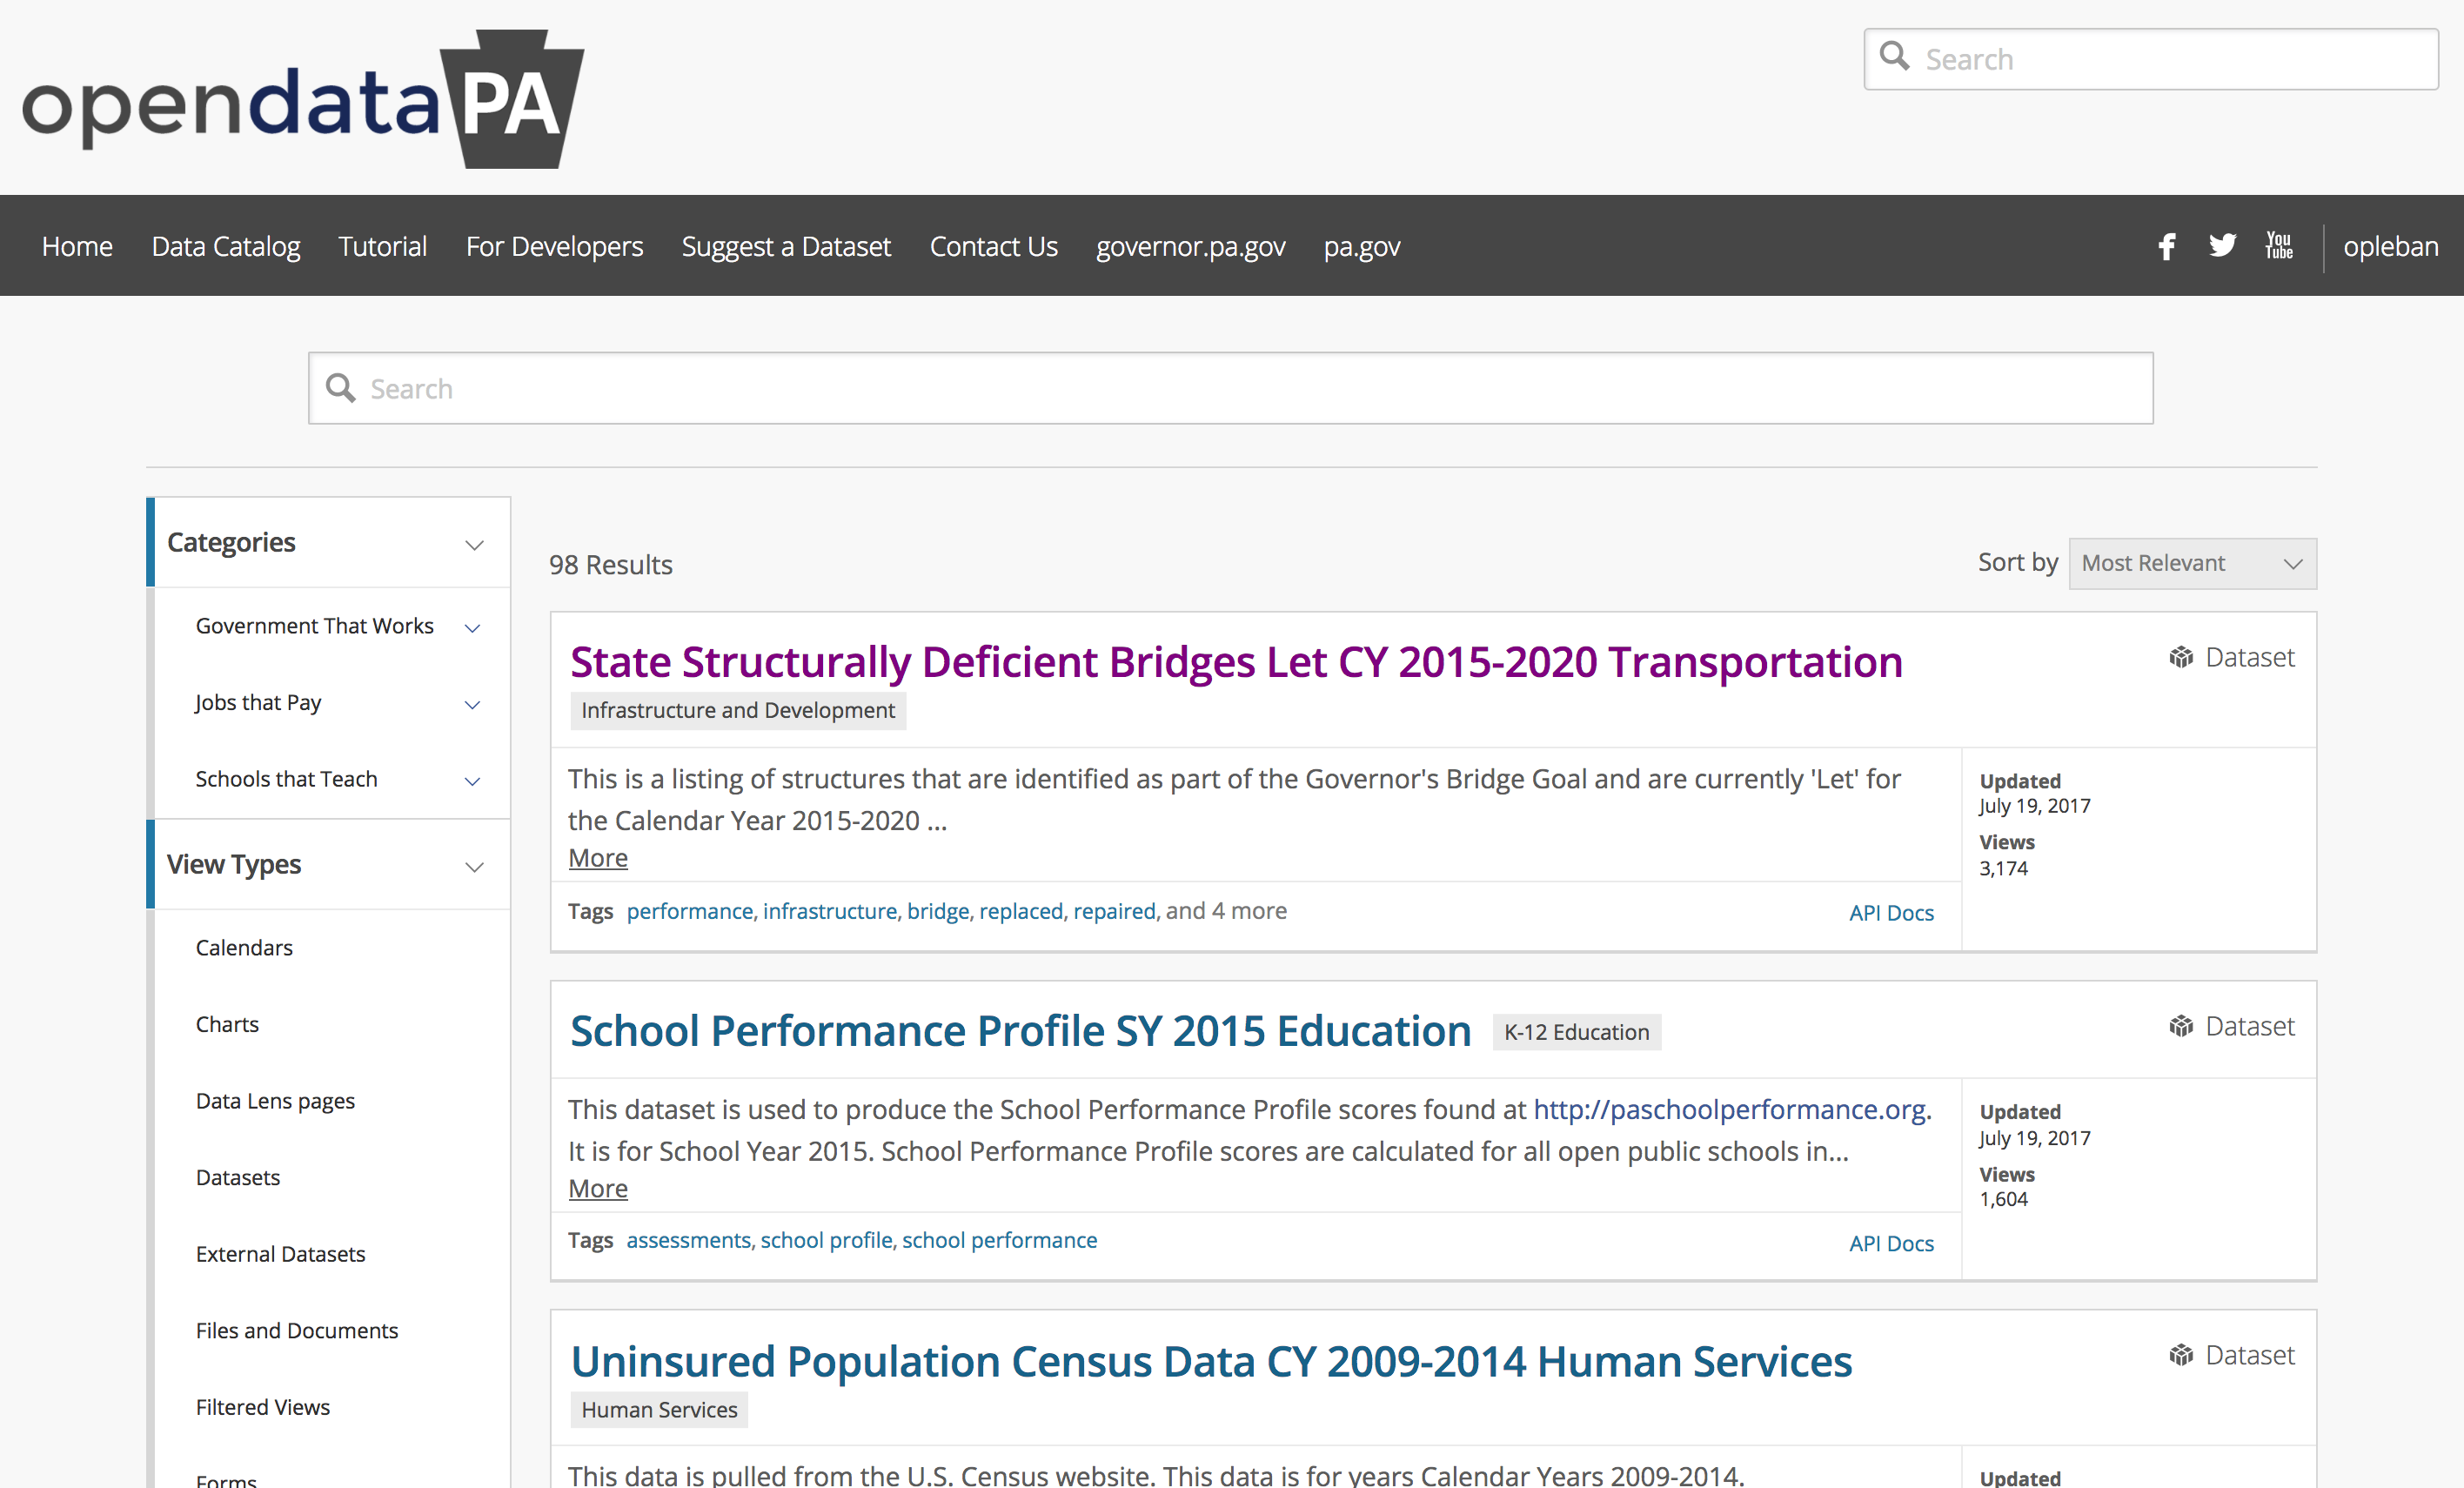 opendataPA
Search
Home Data Catalog Tutorial For Developers Suggest a Dataset Contact Us governor.pa.gov pa.gov You Tube opleban
Search
Categories
Government That Works
Jobs that Pay
Schools that Teach
View Types
Calendars
Charts
Data Lens pages
Datasets
External Datasets
Files and Documents
Filtered Views
Forms
98 Results
Sort by Most Relevant
State Structurally Deficient Bridges Let CY 2015-2020 Transportation
Dataset
Infrastructure and Development
This is a listing of structures that are identified as part of the Governor's Bridge Goal and are currently 'Let' for
the Calendar Year 2015-2020 ...
More
Tags performance, infrastructure, bridge, replaced, repaired, and 4 more
API Docs
Updated
July 19, 2017
Views
3,174
School Performance Profile SY 2015 Education K-12 Education
Dataset
This dataset is used to produce the School Performance Profile scores found at http://paschoolperformance.org.
It is for School Year 2015. School Performance Profile scores are calculated for all open public schools in...
More
Tags assessments, school profile, school performance
API Docs
Updated
July 19, 2017
Views
1,604
Uninsured Population Census Data CY 2009-2014 Human Services
Dataset
Human Services
This data is pulled from the U.S. Census website. This data is for years Calendar Years 2009-2014.
Updated